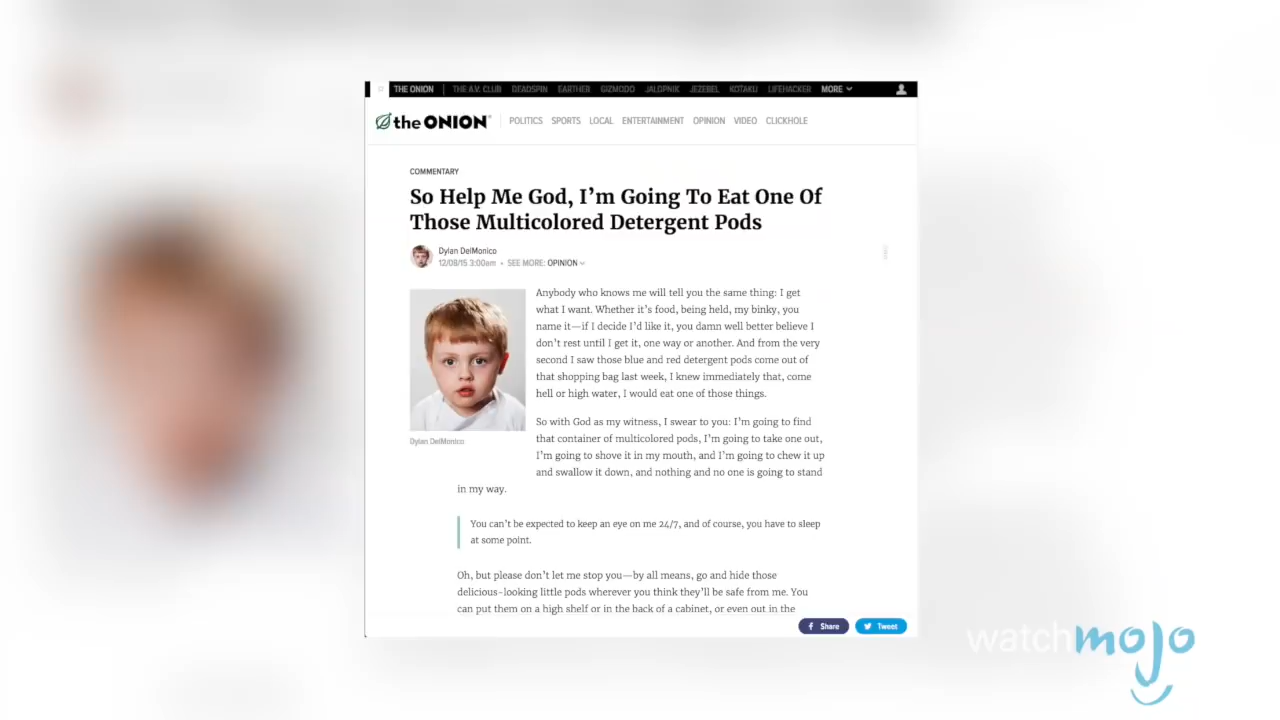 THE ONION THE A.V. CLUB DEADSPIN EARTHER GIZMODO JALOPNIK JEZEBEL KOTAKU LIFEHACKER MORE
the ONION POLITICS SPORTS LOCAL ENTERTAINMENT OPINION VIDEO CLICKHOLE
COMMENTARY
So Help Me God, I’m Going To Eat One Of
Those Multicolored Detergent Pods
Dylan DelMonico
12/08/15 3:00am • SEE MORE: OPINION
Anybody who knows me will tell you the same thing: I get
what I want. Whether it’s food, being held, my binky, you
name it—if I decide I’d like it, you damn well better believe I
don’t rest until I get it, one way or another. And from the very
second I saw those blue and red detergent pods come out of
that shopping bag last week, I knew immediately that, come
hell or high water, I would eat one of those things.
Dylan DelMonico
So with God as my witness, I swear to you: I’m going to find
that container of multicolored pods, I’m going to take one out,
I’m going to shove it in my mouth, and I’m going to chew it up
and swallow it down, and nothing and no one is going to stand
in my way.
You can’t be expected to keep an eye on me 24/7, and of course, you have to sleep
at some point.
Oh, but please don’t let me stop you—by all means, go and hide those
delicious-looking little pods wherever you think they’ll be safe from me. You
can put them on a high shelf or in the back of a cabinet, or even out in the
Share Tweet
watchmojo